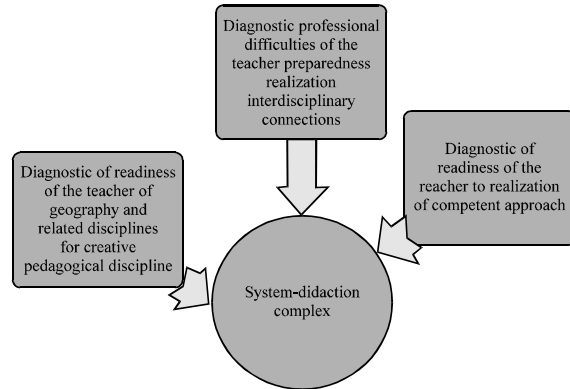 Diagnostic professional
difficulties of the
teacher preparedness
realization
interdisciplinary
connections
Diagnostic of
readiness of the
reacher to realization
of competent approach
Diagnostic of readiness
of the teacher of
geography and
related disciplines
for creative
pedagogical discipline
System-didaction
complex